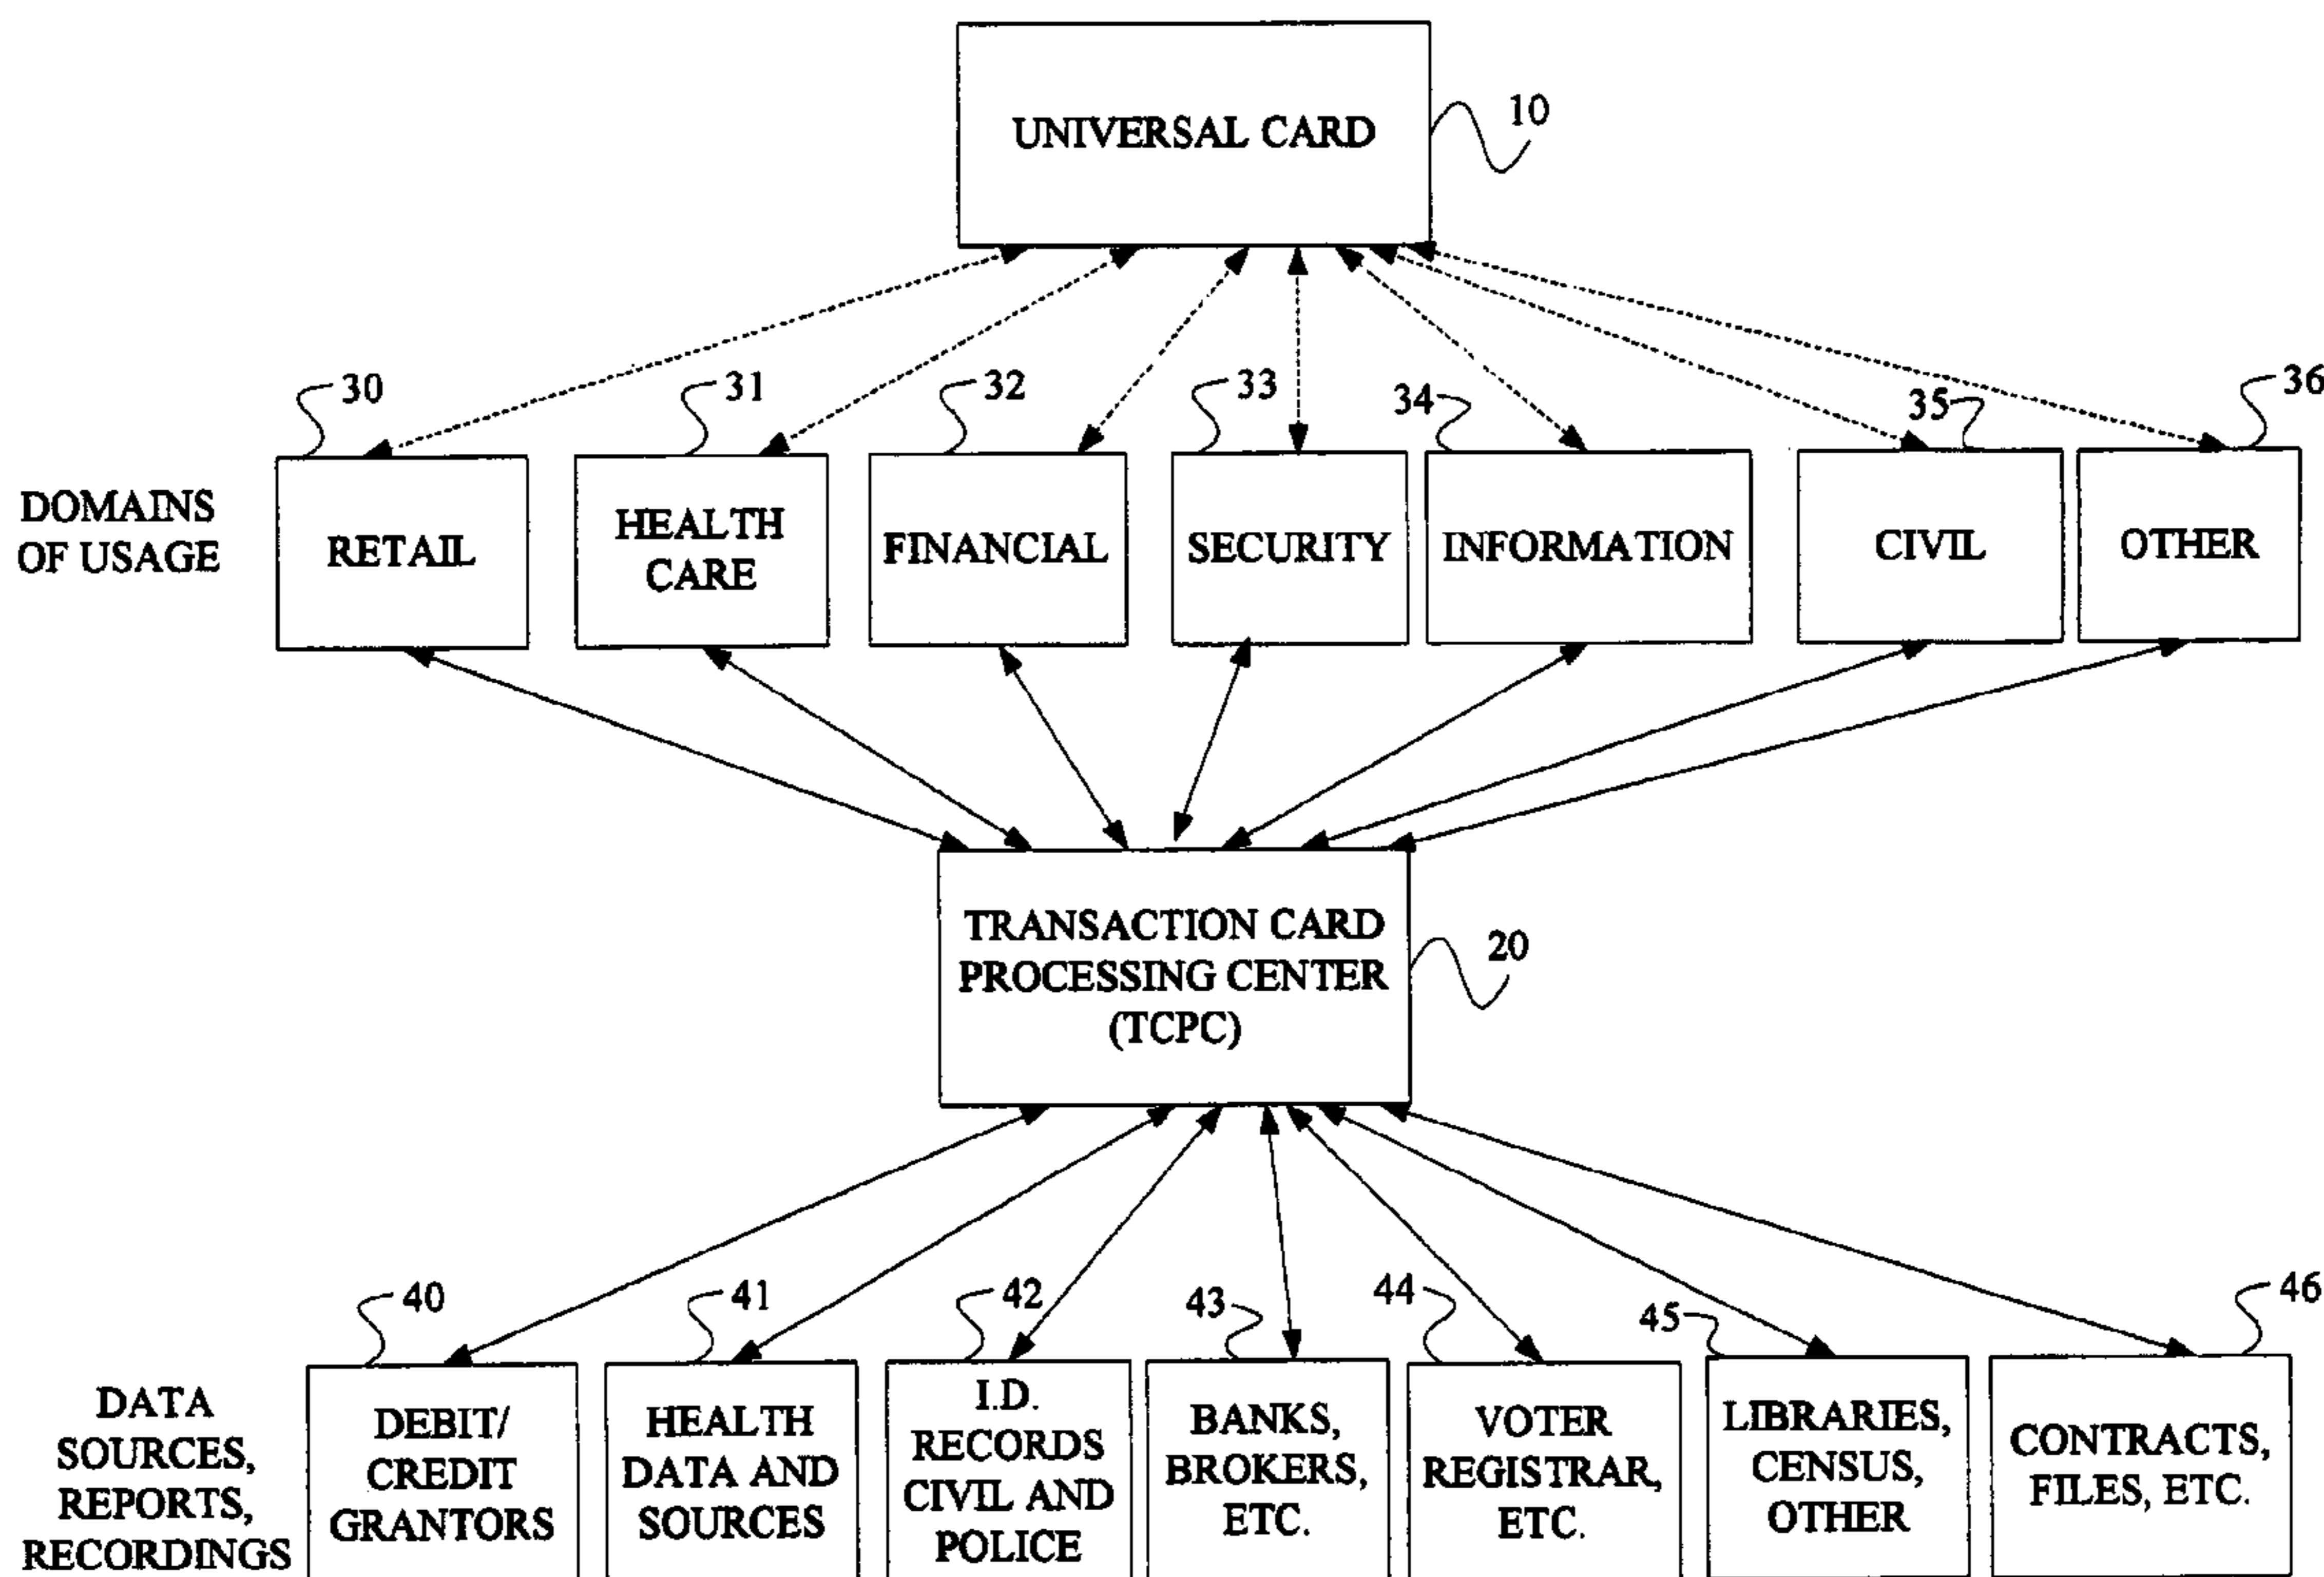 UNIVERSAL CARD
10
30
31
32
33
34
35
36
DOMAINS
OF USAGE
RETAIL
HEALTH
CARE
FINANCIAL
SECURITY
INFORMATION
CIVIL
OTHER
TRANSACTION CARD
PROCESSING CENTER
(TCPC)
20
40
41
42
43
44
45
46
DATA
SOURCES,
REPORTS,
RECORDINGS
DEBIT/
CREDIT
GRANTORS
HEALTH
DATA AND
SOURCES
I.D.
RECORDS
CIVIL AND
POLICE
BANKS,
BROKERS,
ETC.
VOTER
REGISTRAR,
ETC.
LIBRARIES,
CENSUS,
OTHER
CONTRACTS,
FILES, ETC.